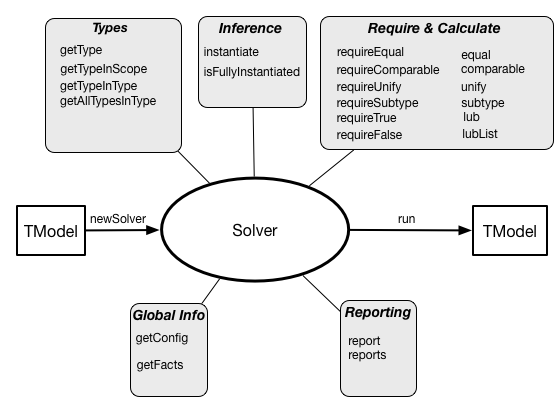 Types
getType
getTypeInScope
getTypeInType
getAllTypesInType
Inference
instantiate
isFullyInstantiated
Require & Calculate
requireEqual
requireComparable
requireUnify
requireSubtype
requireTrue
requireFalse
equal
comparable
unify
subtype
lub
lubList
TModel
newSolver
Solver
run
TModel
Global Info
getConfig
getFacts
Reporting
report
reports